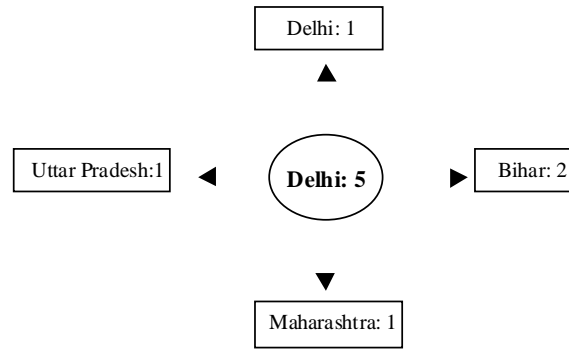 Delhi: 1
Uttar Pradesh:1
Delhi: 5
Bihar: 2
Maharashtra: 1